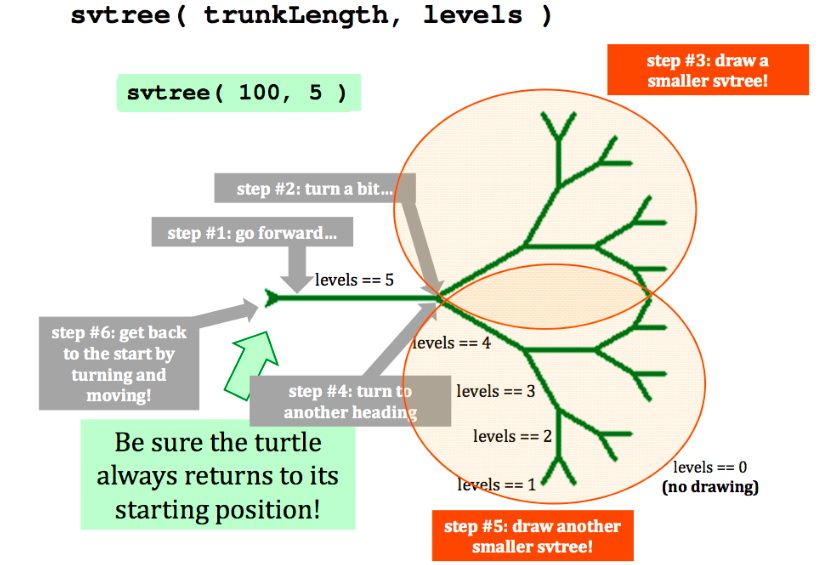 svtree( trunkLength, levels )
svtree( 100, 5 )
step #3: draw a
smaller svtree!
step #2: turn a bit...
step #1: go forward...
levels == 5
step #6: get back
to the start by
turning and
moving!
levels == 4
step #4: turn to
another heading
levels == 3
Be sure the turtle
always returns to its
starting position!
levels == 2
levels == 1
levels == 0
(no drawing)
step #5: draw another
smaller svtree!